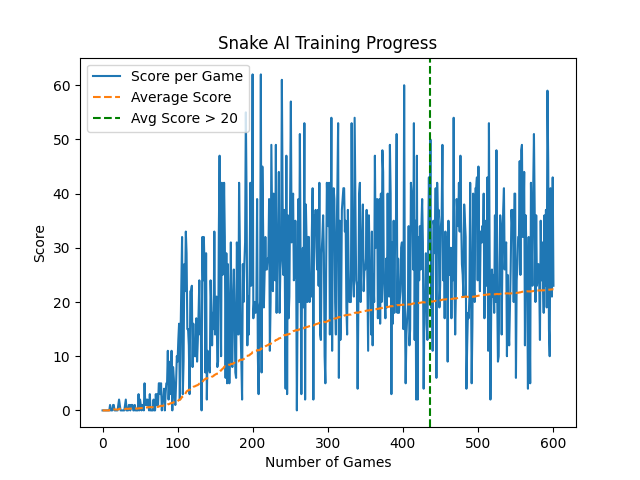 Snake AI Training Progress
Score per Game
Average Score
Avg Score > 20
60
50
40
30
20
10
0
Score
0
100
200
300
400
500
600
Number of Games